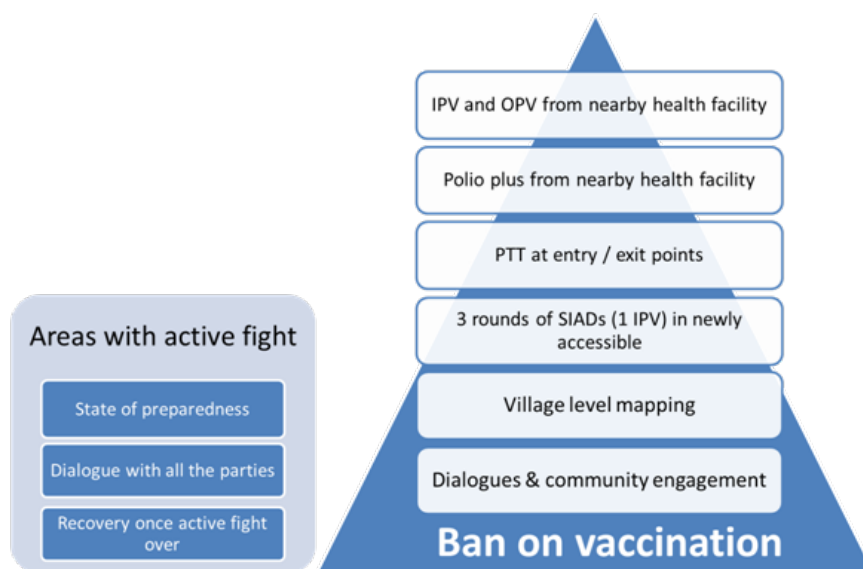 Areas with active fight
State of preparedness
Dialogue with all the parties
Recovery once active fight
over
IPV and OPV from nearby health facility
Polio plus from nearby health facility
PTT at entry / exit points
3 rounds of SIADs (1 IPV) in newly
accessible
Village level mapping
Dialogues & community engagement
Ban on vaccination